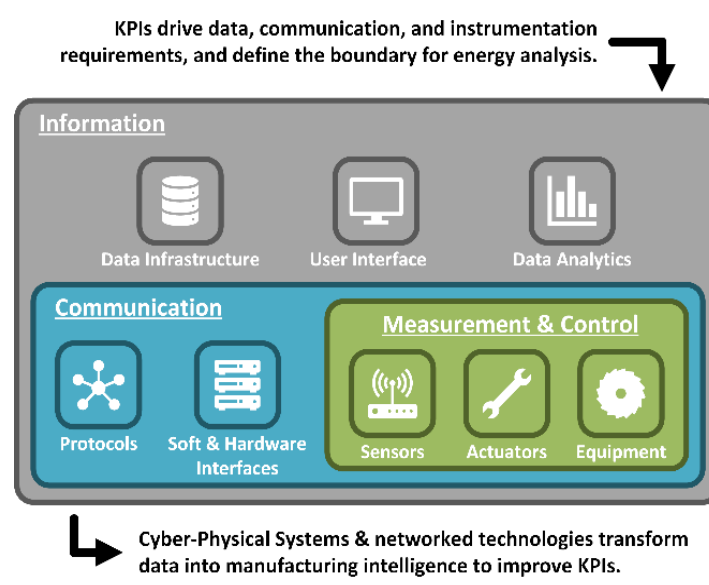 KPIs drive data, communication, and instrumentation
requirements, and define the boundary for energy analysis.
Information
Data Infrastructure
User Interface
Data Analytics
Communication
Measurement & Control
Protocols
Soft & Hardware
Interfaces
Sensors
Actuators
Equipment
Cyber-Physical Systems & networked technologies transform
data into manufacturing intelligence to improve KPIs.